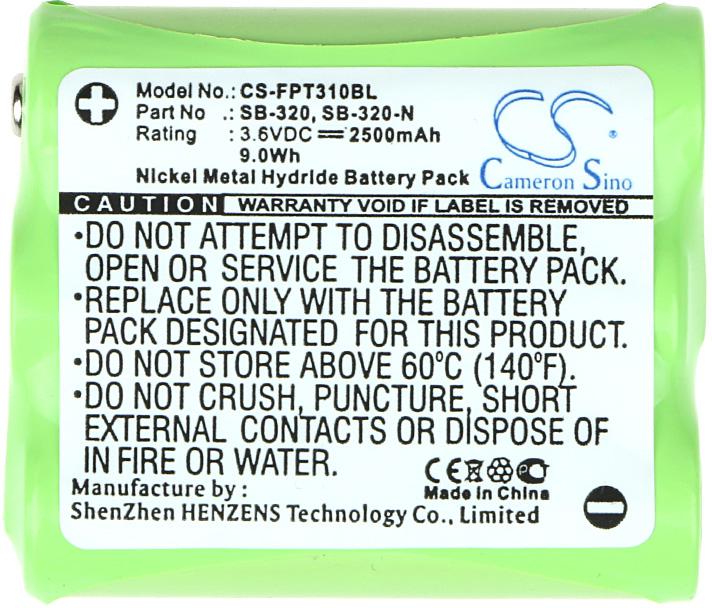 Model No.: CS-FPT310BL
Part No .: SB-320, SB-320-N
Rating : 3.6VDC 2500mAh
9.0Wh
Nickel Metal Hydride Battery Pack
CS
Cameron Sino
CAUTION WARRANTY VOID IF LABEL IS REMOVED
•DO NOT ATTEMPT TO DISASSEMBLE,
OPEN OR SERVICE THE BATTERY PACK.
•REPLACE ONLY WITH THE BATTERY
PACK DESIGNATED FOR THIS PRODUCT.
•DO NOT STORE ABOVE 60°C (140°F).
•DO NOT CRUSH, PUNCTURE, SHORT
EXTERNAL CONTACTS OR DISPOSE OF
IN FIRE OR WATER.
CE
Made in China
Manufacture by :
ShenZhen HENZENS Technology Co., Limited